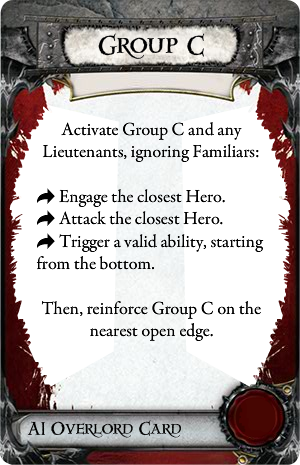 Group C
Activate Group C and any
Lieutenants, ignoring Familiars:
Engage the closest Hero.
Attack the closest Hero.
Trigger a valid ability, starting
from the bottom.
Then, reinforce Group C on the
nearest open edge.
AI Overlord Card